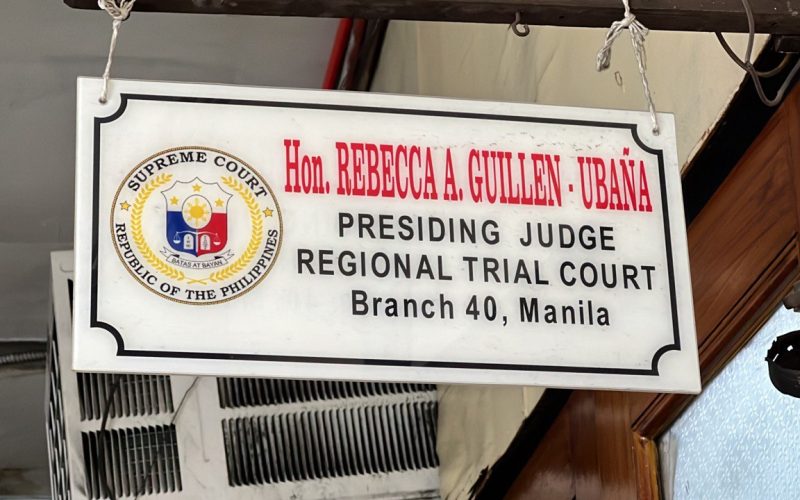 SUPREME COURT
BATAS AT BAYAN
REPUBLIC OF THE PHILIPPINES
Hon. REBECCA A. GUILLEN - UBAÑA
PRESIDING JUDGE
REGIONAL TRIAL COURT
Branch 40, Manila